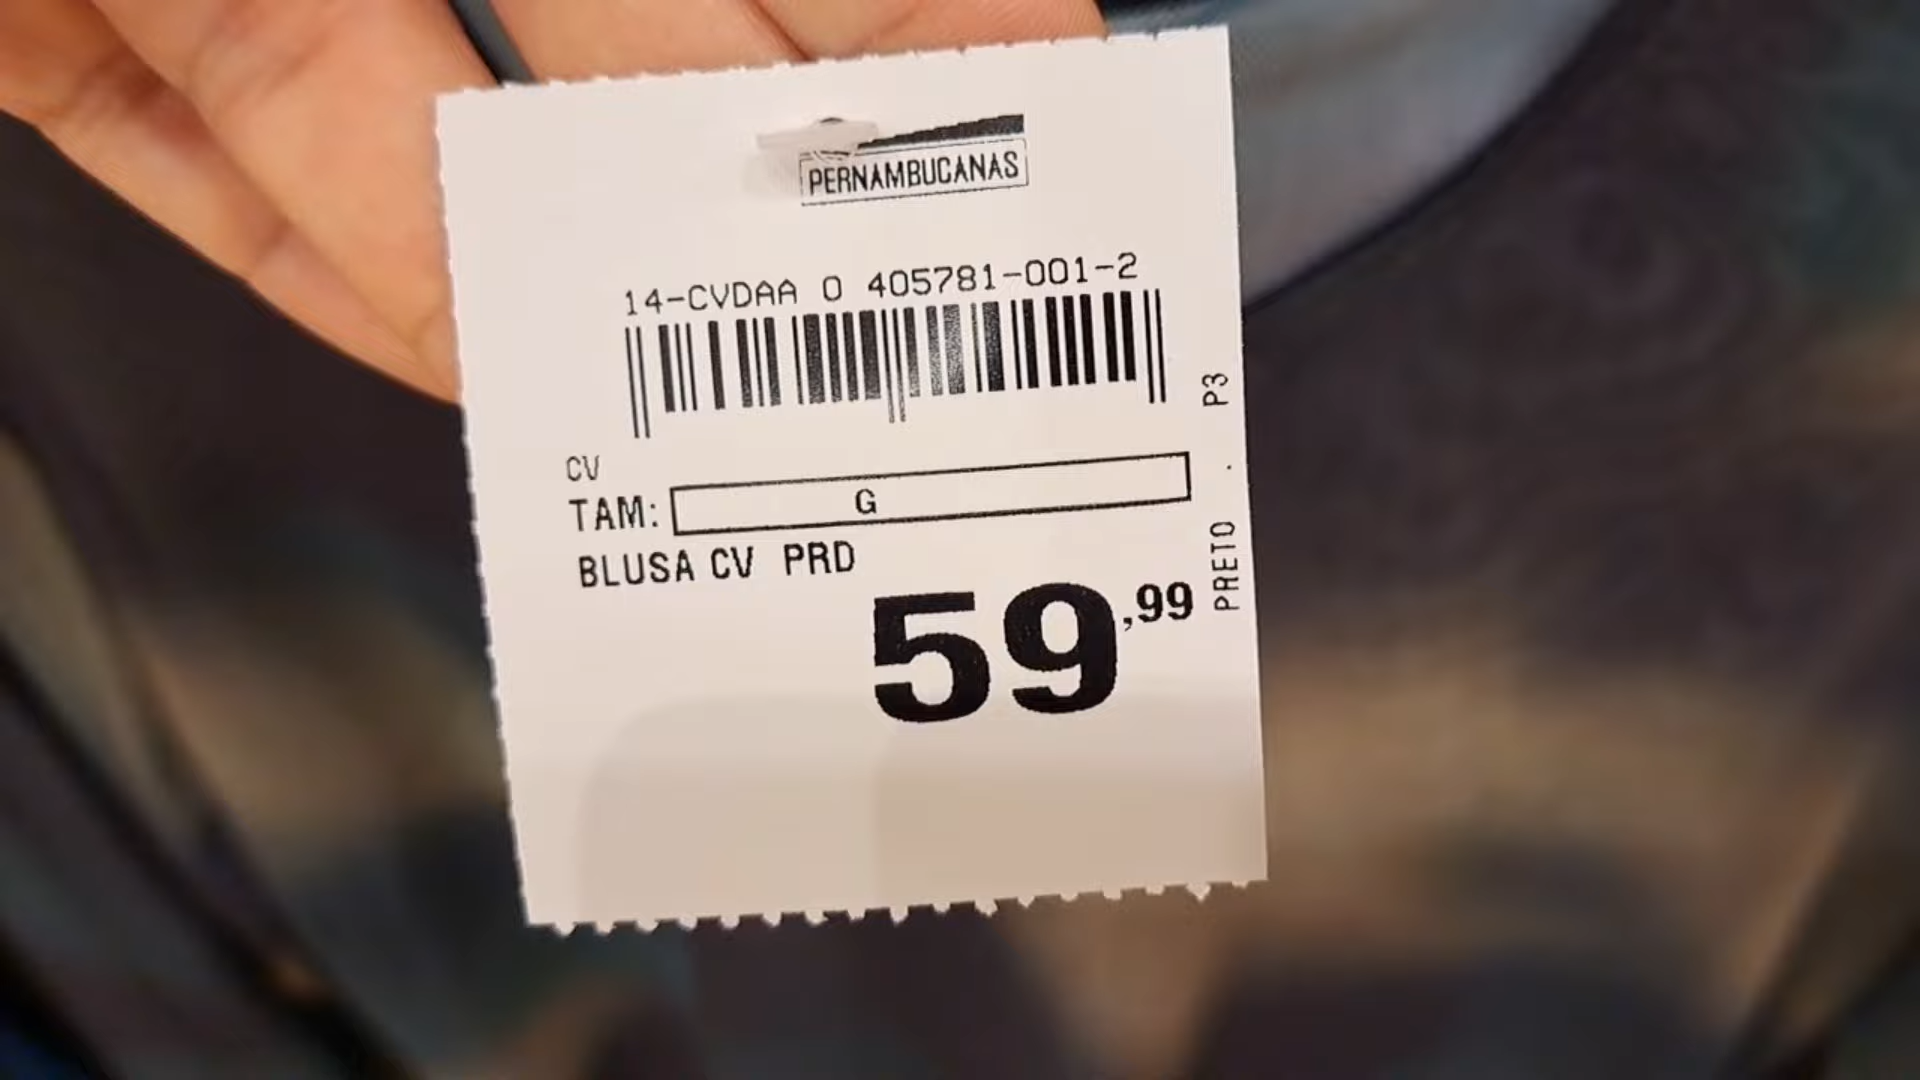 PERNAMBUCANAS
14-CVDAA 0 405781-001-2
CV
TAM: G
BLUSA CV PRD
59,99
PRETO . P3